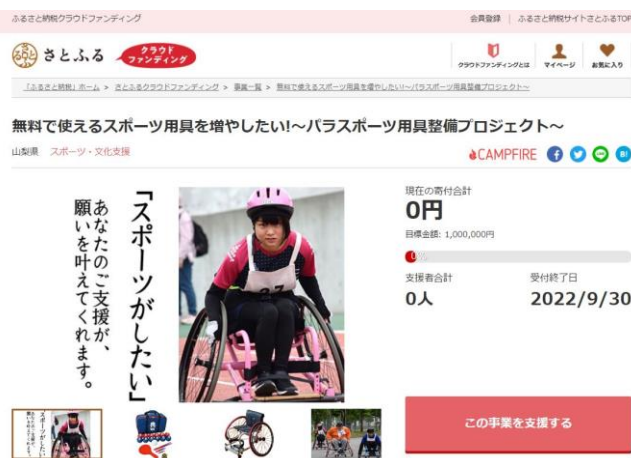 ふるさと納税クラウドファンディング
会員登録 | ふるさと納税サイトさとふるTOP
さとふる クラウドファンディング
クラウドファンディングとは マイページ お気に入り
「ふるさと納税」ホーム > さとふるクラウドファンディング > 事業一覧 > 無料で使えるスポーツ用具を増やしたい!~パラスポーツ用具整備プロジェクト~
無料で使えるスポーツ用具を増やしたい!~パラスポーツ用具整備プロジェクト~
山梨県 スポーツ・文化支援
CAMPFIRE
「スポーツがしたい」
あなたのご支援が、
願いを叶えてくれます。
現在の寄付合計
0円
目標金額: 1,000,000円
0%
支援者合計
0人
受付終了日
2022/9/30
この事業を支援する